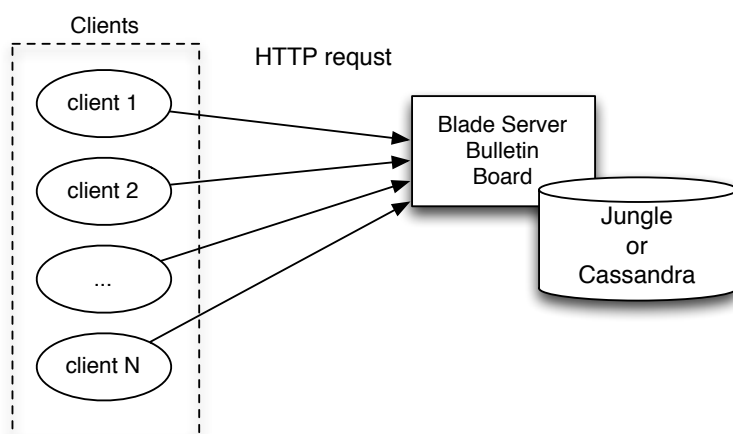 Clients
HTTP requst
client 1
client 2
...
client N
Blade Server
Bulletin
Board
Jungle
or
Cassandra